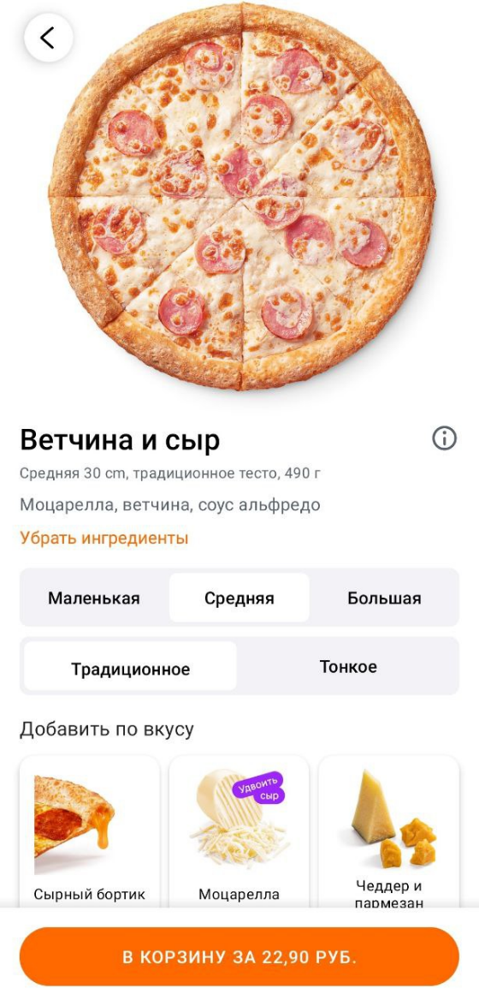 Ветчина и сыр
Средняя 30 cm, традиционное тесто, 490 г
Моцарелла, ветчина, соус альфредо
Убрать ингредиенты
Маленькая Средняя Большая
Традиционное Тонкое
Добавить по вкусу
Удвоить
сыр
Сырный бортик Моцарелла Чеддер и
пармезан
В КОРЗИНУ ЗА 22,90 РУБ.